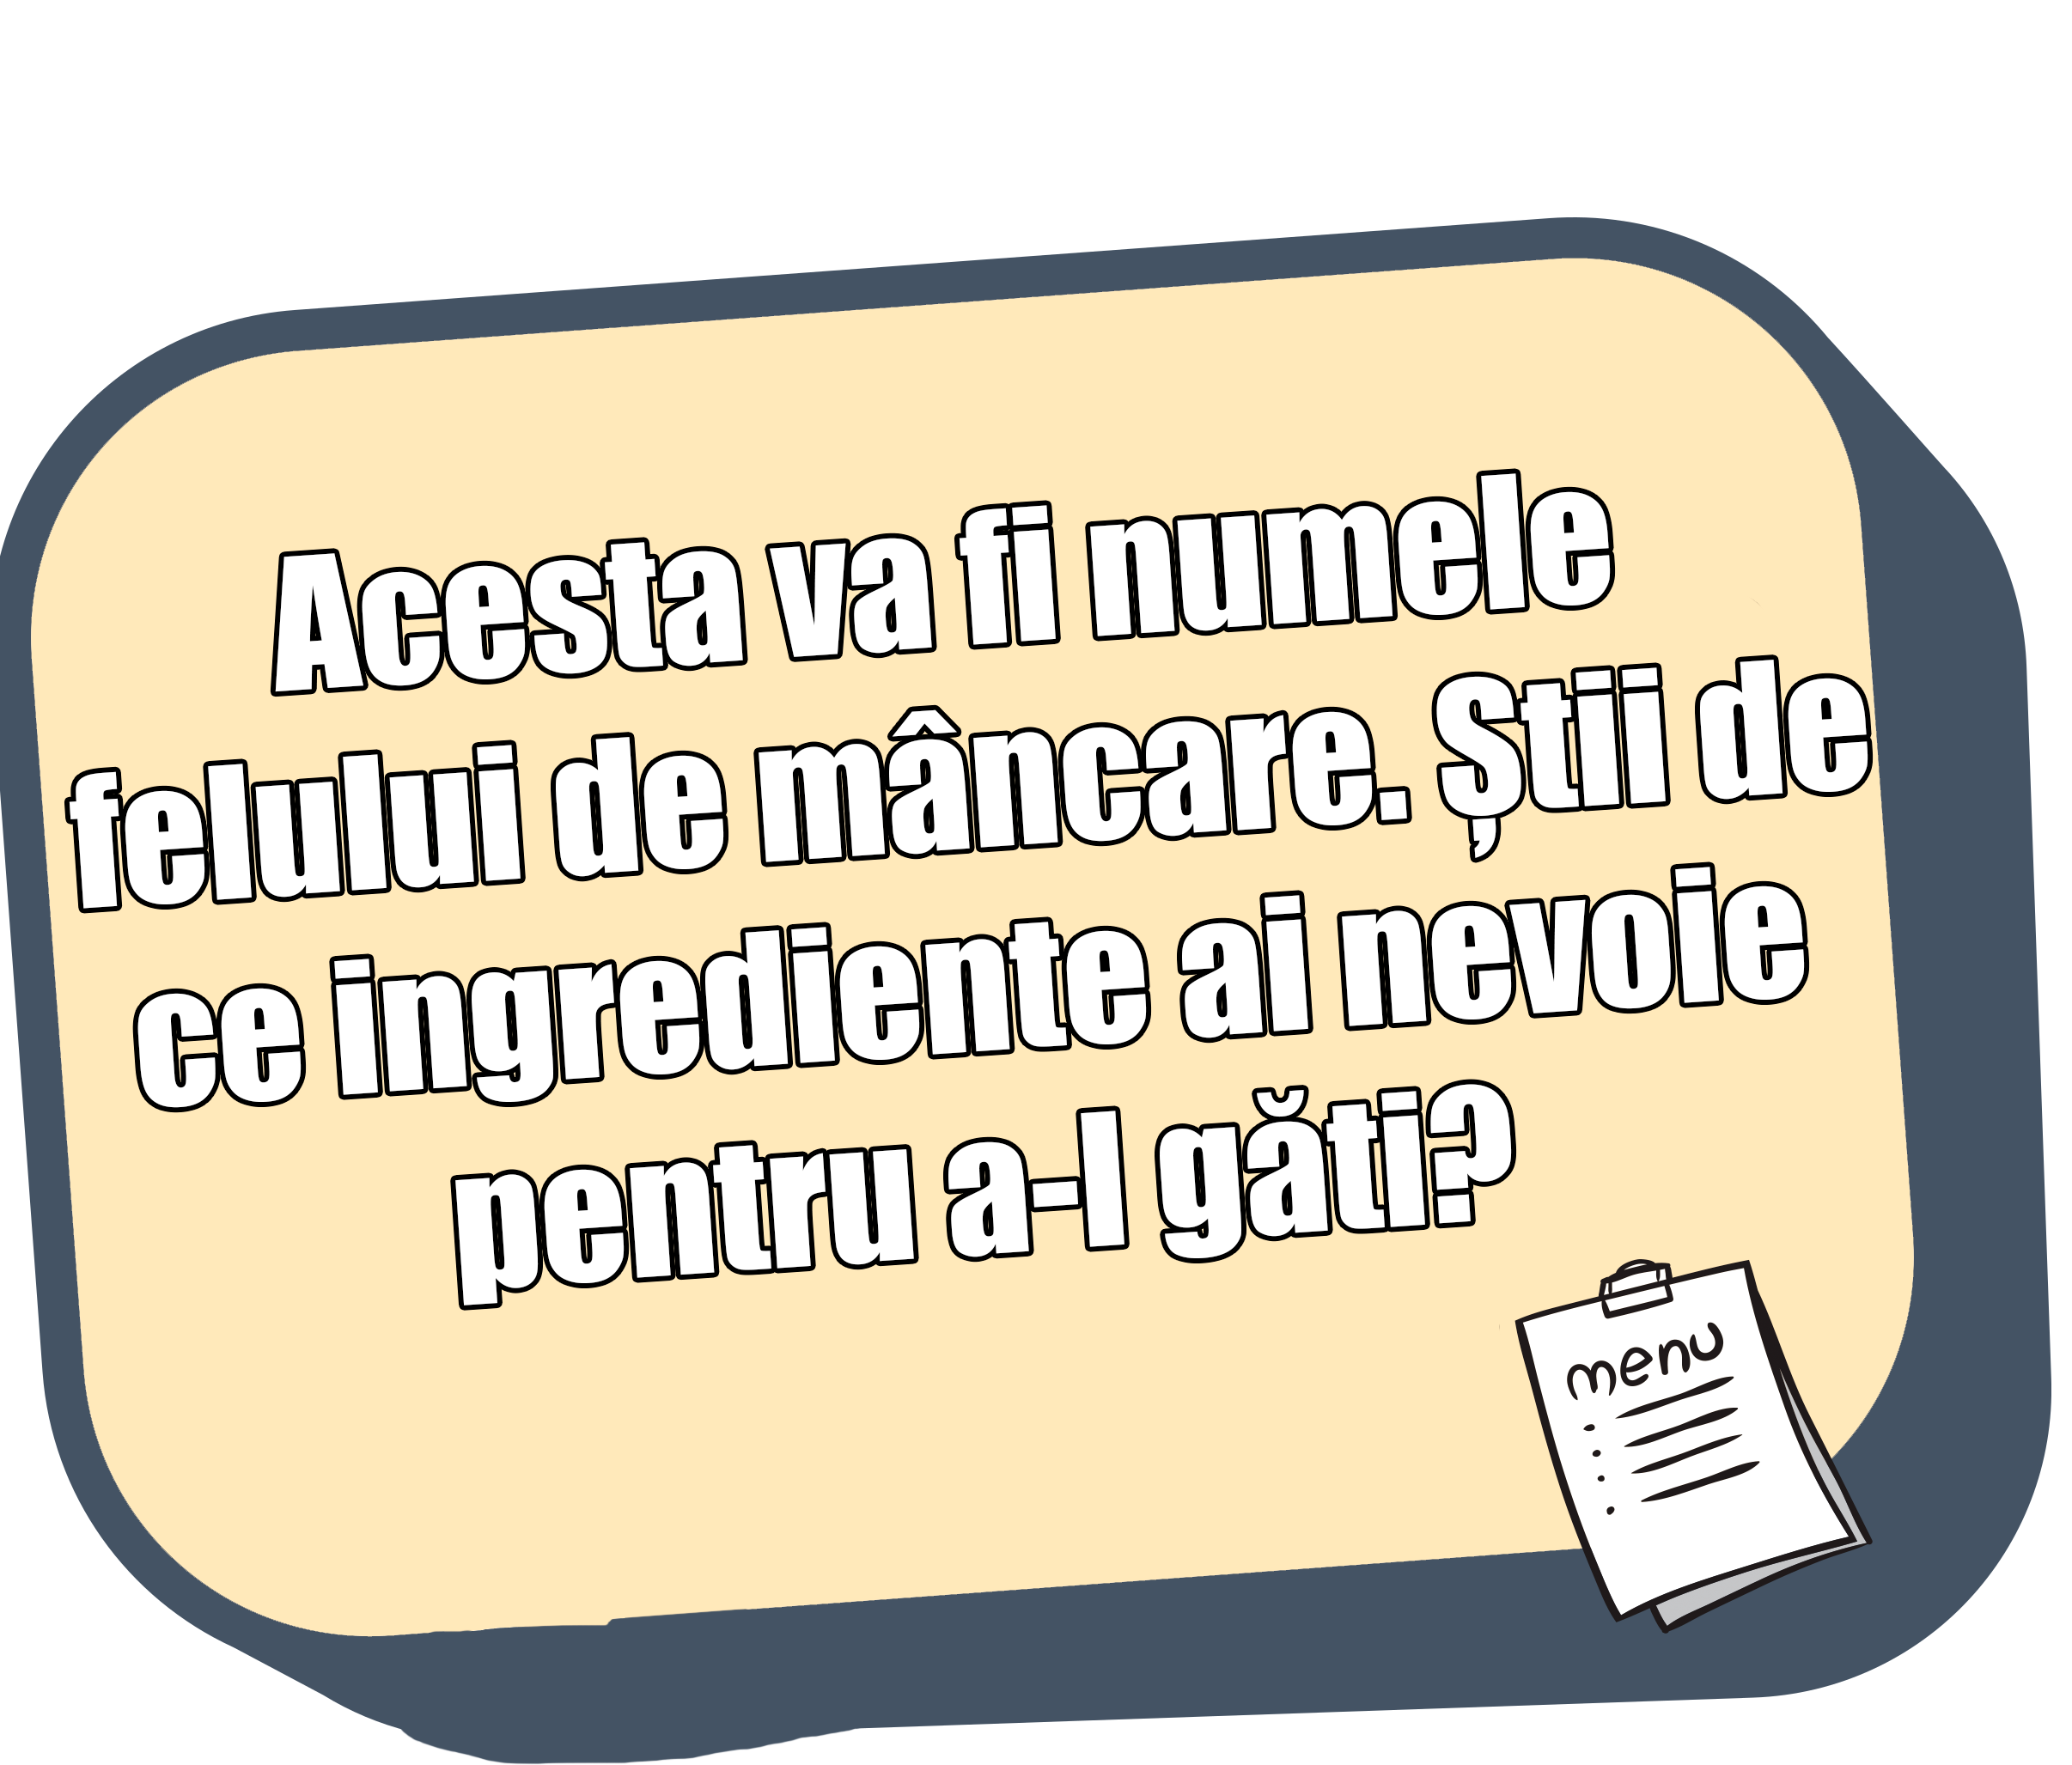 Acesta va fi numele
felului de mâncare. Știi de
ce ingrediente ai nevoie
pentru a-l găti?
menu